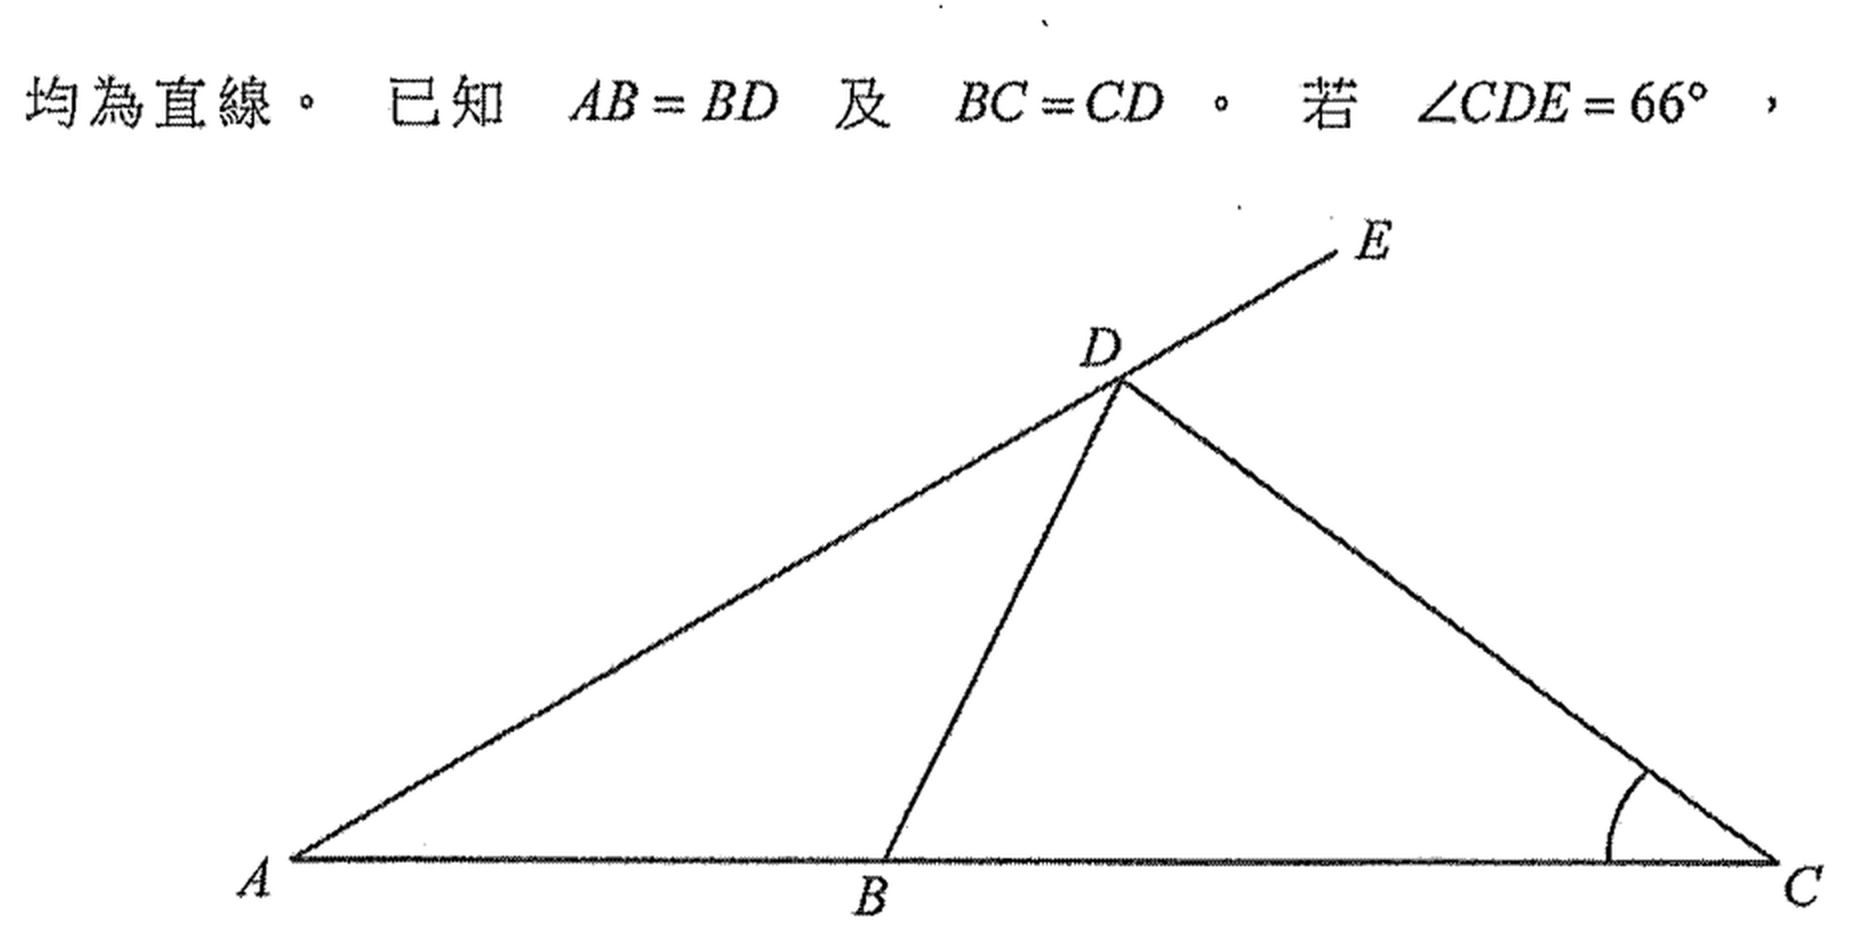 均為直線。 已知 AB = BD 及 BC = CD 。 若 ∠CDE = 66° ，
E
D
A
B
C